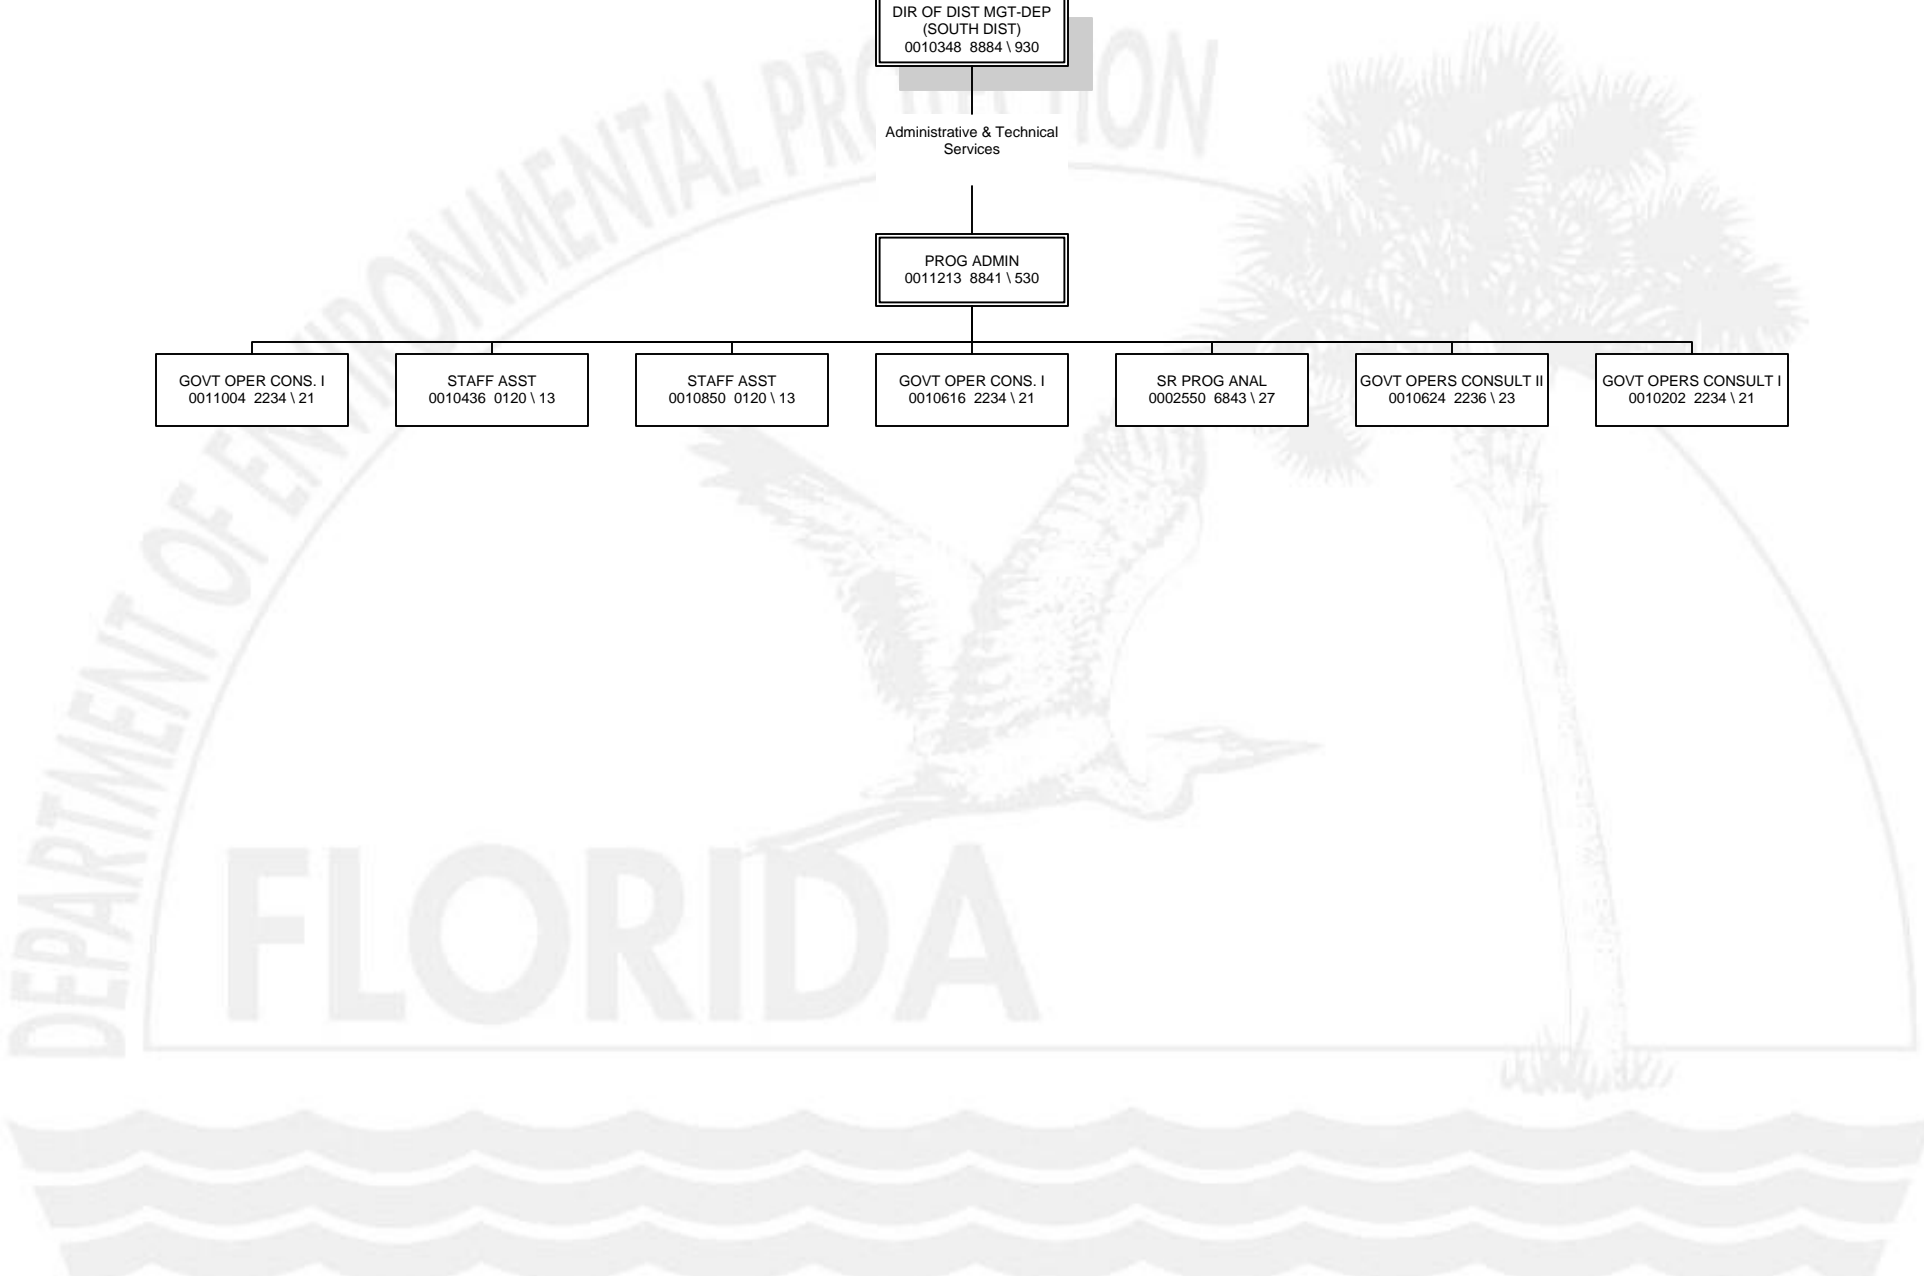 DIR OF DIST MGT-DEP
(SOUTH DIST)
0010348 8884 \ 930
Administrative & Technical
Services
PROG ADMIN
0011213 8841 \ 530
GOVT OPER CONS. I
0011004 2234 \ 21
STAFF ASST
0010436 0120 \ 13
STAFF ASST
0010850 0120 \ 13
GOVT OPER CONS. I
0010616 2234 \ 21
SR PROG ANAL
0002550 6843 \ 27
GOVT OPERS CONSULT II
0010624 2236 \ 23
GOVT OPERS CONSULT I
0010202 2234 \ 21
DEPARTMENT OF ENVIRONMENTAL PROTECTION
FLORIDA